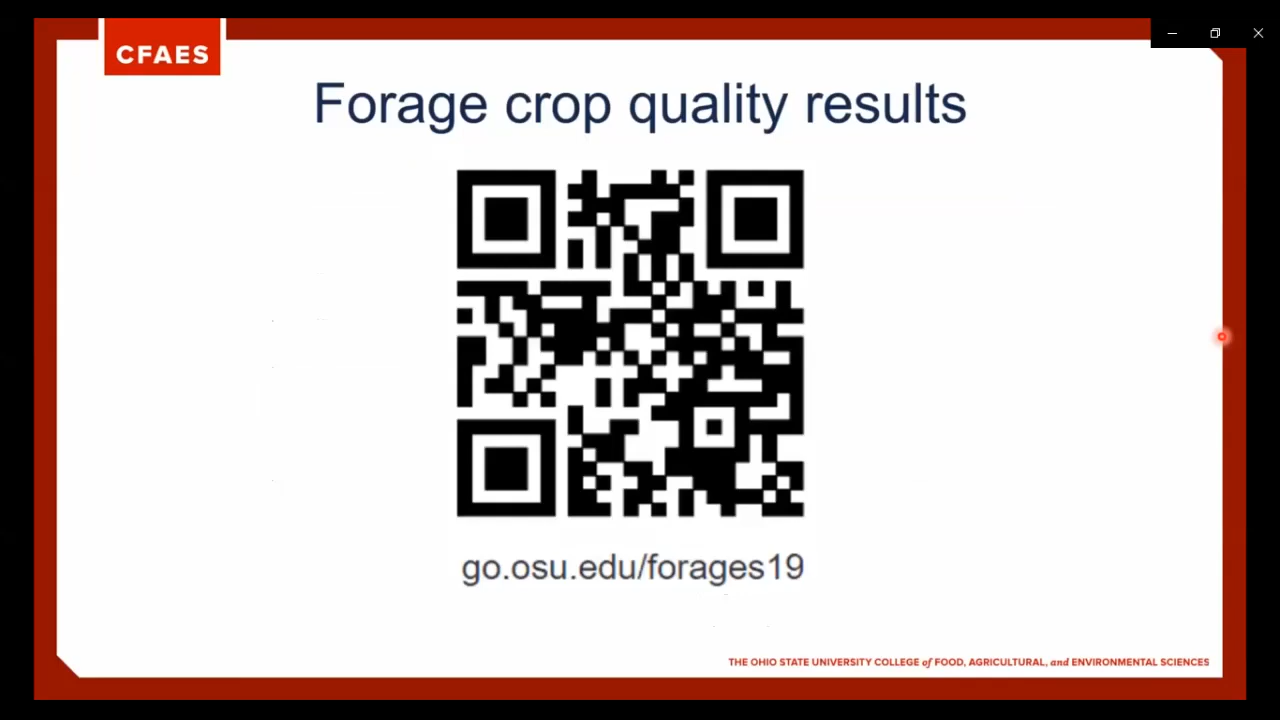 CFAES
Forage crop quality results
go.osu.edu/forages19
THE OHIO STATE UNIVERSITY COLLEGE of FOOD, AGRICULTURAL, and ENVIRONMENTAL SCIENCES